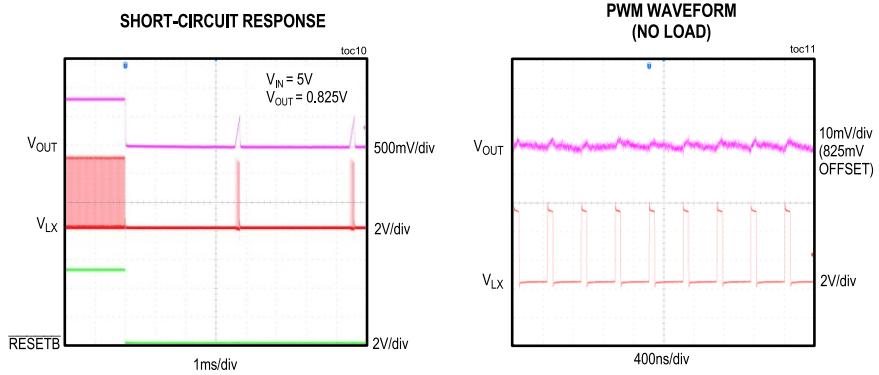 SHORT-CIRCUIT RESPONSE
toc10
VIN = 5V
VOUT = 0.825V
VOUT
500mV/div
VLX
2V/div
RESETB
2V/div
1ms/div
PWM WAVEFORM
(NO LOAD)
toc11
VOUT
10mV/div
(825mV
OFFSET)
VLX
2V/div
400ns/div